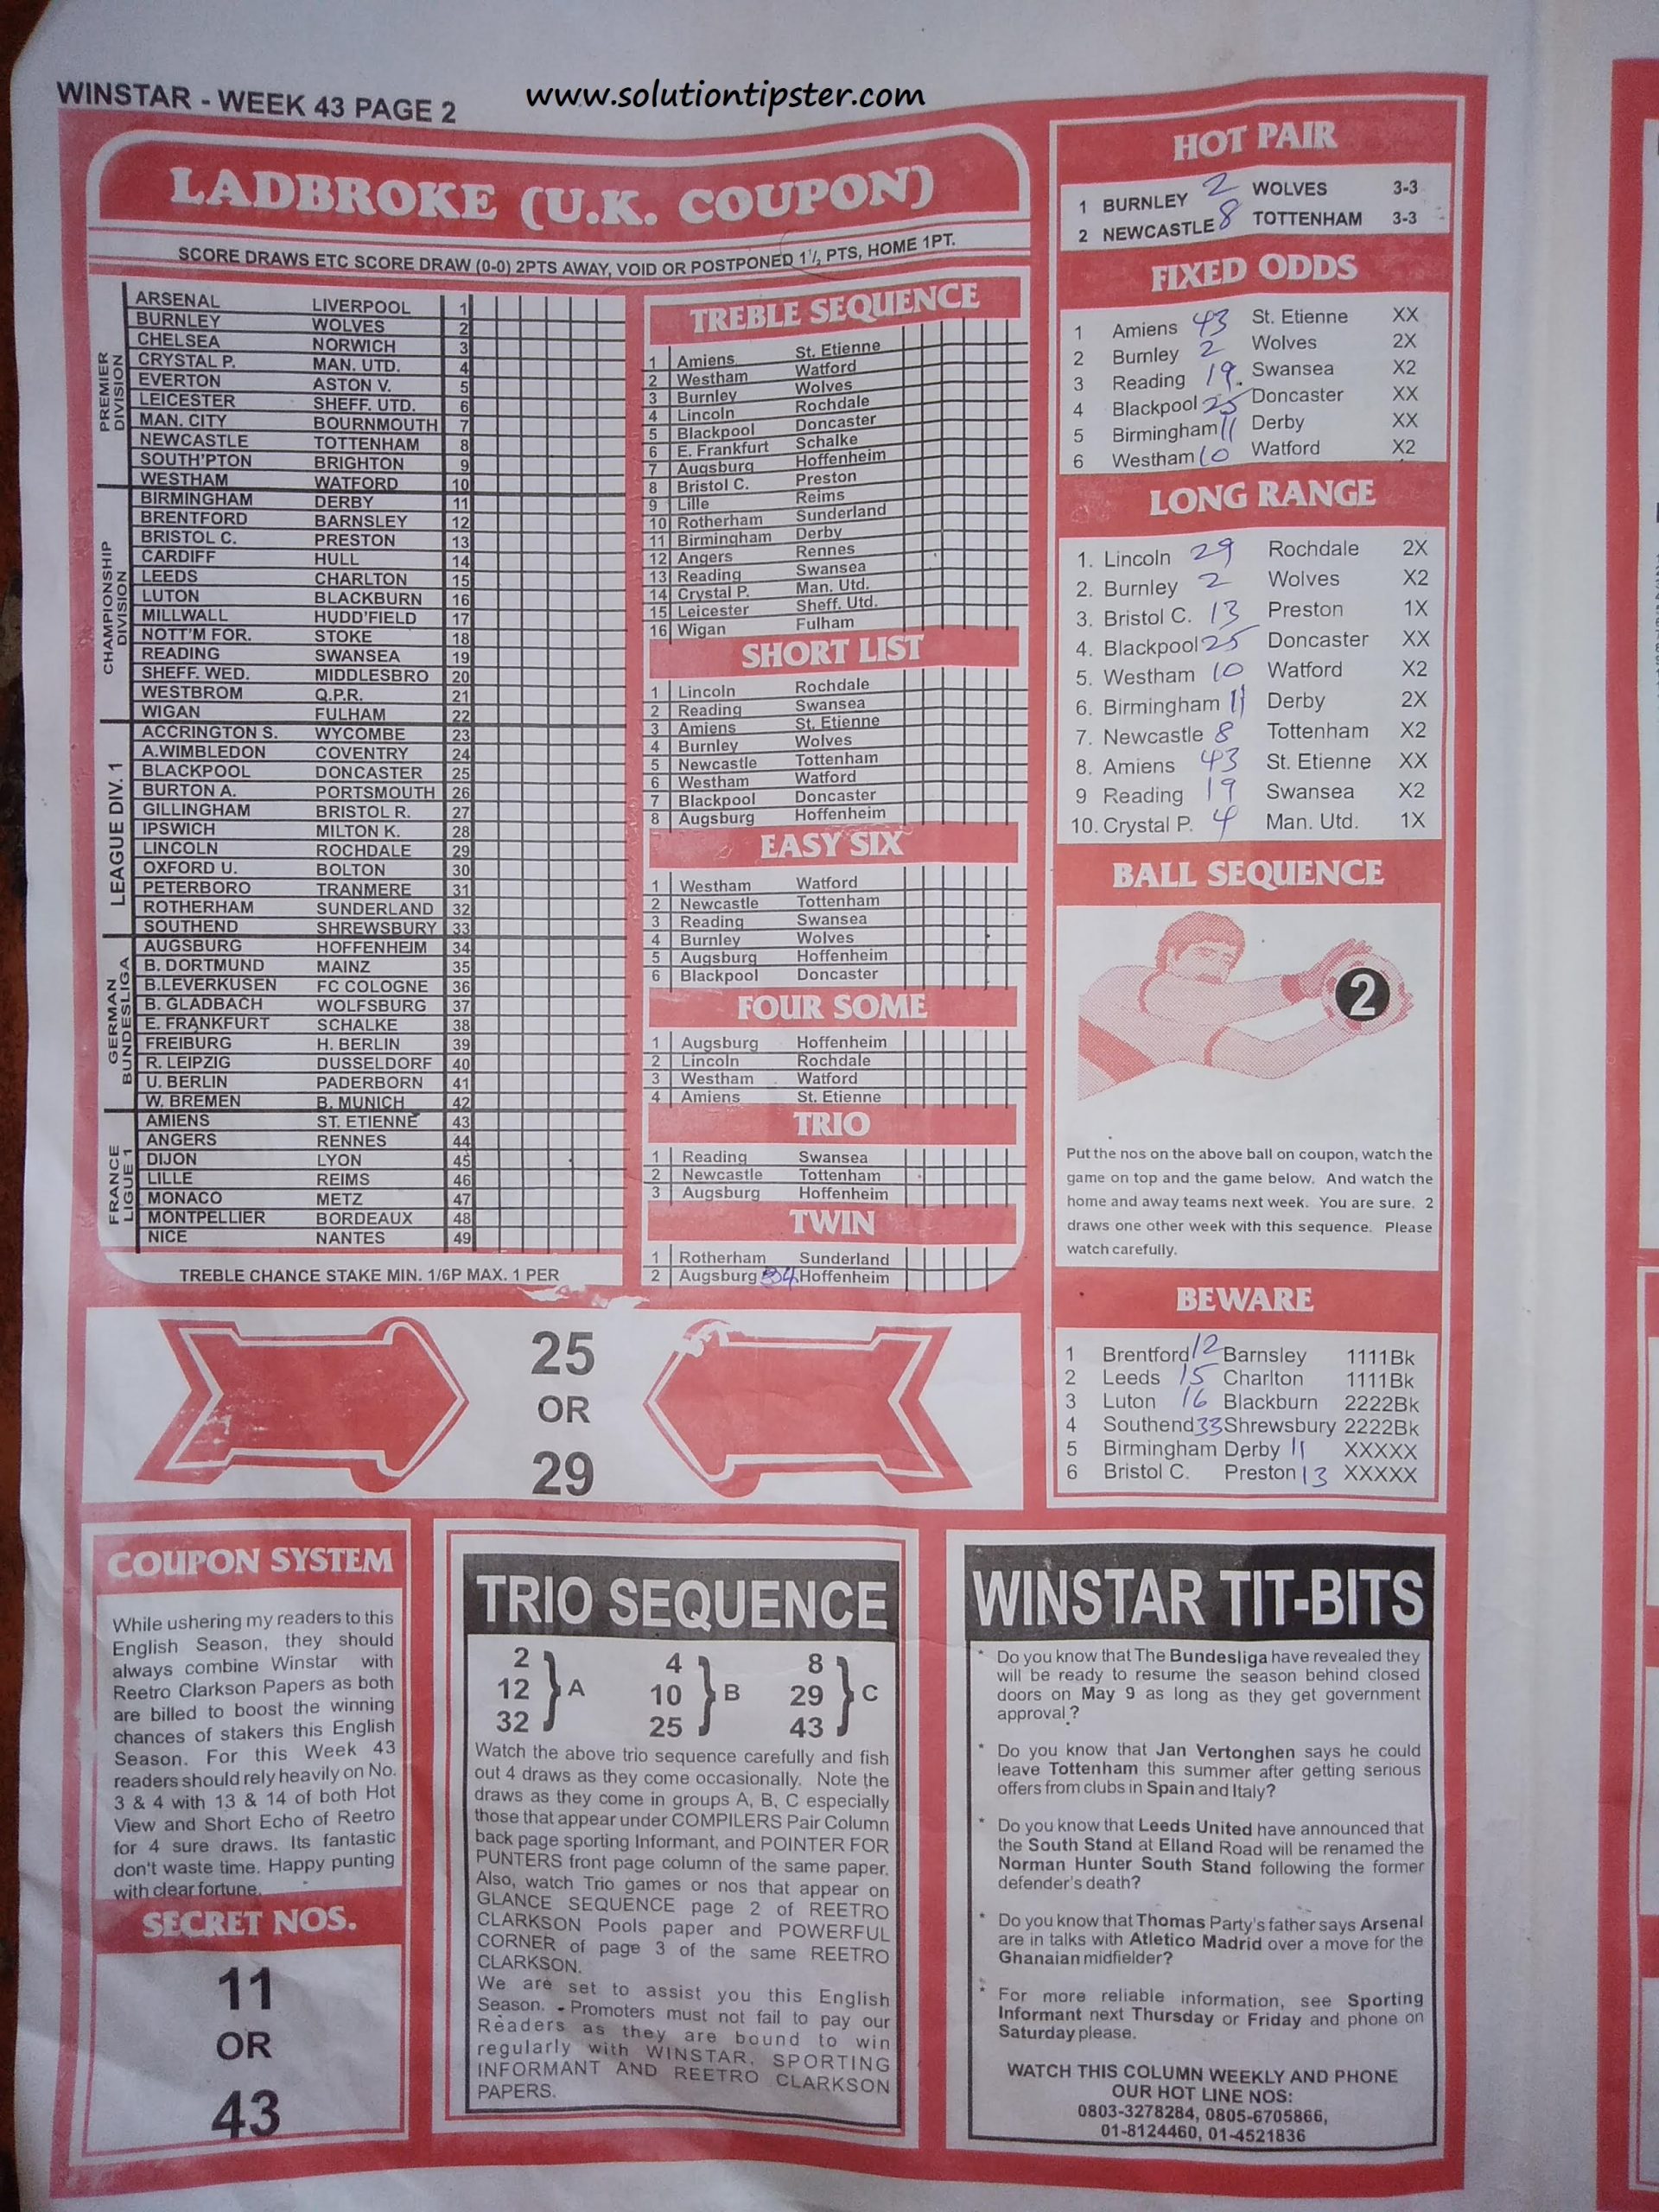 WINSTAR - WEEK 43 PAGE 2
www.solutiontipster.com
LADBROKE (U.K. COUPON)
SCORE DRAWS ETC SCORE DRAW (0-0) 2PTS AWAY, VOID OR POSTPONED 1½ PTS, HOME 1PT.
PREMIER DIVISION
ARSENAL LIVERPOOL 1
BURNLEY WOLVES 2
CHELSEA NORWICH 3
CRYSTAL P. MAN. UTD. 4
EVERTON ASTON V. 5
LEICESTER SHEFF. UTD. 6
MAN. CITY BOURNMOUTH 7
NEWCASTLE TOTTENHAM 8
SOUTH'PTON BRIGHTON 9
WESTHAM WATFORD 10
CHAMPIONSHIP DIVISION
BIRMINGHAM DERBY 11
BRENTFORD BARNSLEY 12
BRISTOL C. PRESTON 13
CARDIFF HULL 14
LEEDS CHARLTON 15
LUTON BLACKBURN 16
MILLWALL HUDD'FIELD 17
NOTT'M FOR. STOKE 18
READING SWANSEA 19
SHEFF. WED. MIDDLESBRO 20
WESTBROM Q.P.R. 21
WIGAN FULHAM 22
LEAGUE DIV. 1
ACCRINGTON S. WYCOMBE 23
A.WIMBLEDON COVENTRY 24
BLACKPOOL DONCASTER 25
BURTON A. PORTSMOUTH 26
GILLINGHAM BRISTOL R. 27
IPSWICH MILTON K. 28
LINCOLN ROCHDALE 29
OXFORD U. BOLTON 30
PETERBORO TRANMERE 31
ROTHERHAM SUNDERLAND 32
SOUTHEND SHREWSBURY 33
GERMAN BUNDESLIGA
AUGSBURG HOFFENHEIM 34
B. DORTMUND MAINZ 35
B.LEVERKUSEN FC COLOGNE 36
B. GLADBACH WOLFSBURG 37
E. FRANKFURT SCHALKE 38
FREIBURG H. BERLIN 39
R. LEIPZIG DUSSELDORF 40
U. BERLIN PADERBORN 41
W. BREMEN B. MUNICH 42
FRANCE LIGUE 1
AMIENS ST. ETIENNE 43
ANGERS RENNES 44
DIJON LYON 45
LILLE REIMS 46
MONACO METZ 47
MONTPELLIER BORDEAUX 48
NICE NANTES 49
TREBLE CHANCE STAKE MIN. 1/6P MAX. 1 PER
TREBLE SEQUENCE
1 Amiens St. Etienne
2 Westham Watford
3 Burnley Wolves
4 Lincoln Rochdale
5 Blackpool Doncaster
6 E. Frankfurt Schalke
7 Augsburg Hoffenheim
8 Bristol C. Preston
9 Lille Reims
10 Rotherham Sunderland
11 Birmingham Derby
12 Angers Rennes
13 Reading Swansea
14 Crystal P. Man. Utd.
15 Leicester Sheff. Utd.
16 Wigan Fulham
SHORT LIST
1 Lincoln Rochdale
2 Reading Swansea
3 Amiens St. Etienne
4 Burnley Wolves
5 Newcastle Tottenham
6 Westham Watford
7 Blackpool Doncaster
8 Augsburg Hoffenheim
EASY SIX
1 Westham Watford
2 Newcastle Tottenham
3 Reading Swansea
4 Burnley Wolves
5 Augsburg Hoffenheim
6 Blackpool Doncaster
FOUR SOME
1 Augsburg Hoffenheim
2 Lincoln Rochdale
3 Westham Watford
4 Amiens St. Etienne
TRIO
1 Reading Swansea
2 Newcastle Tottenham
3 Augsburg Hoffenheim
TWIN
1 Rotherham Sunderland
2 Augsburg 34 Hoffenheim
HOT PAIR
1 BURNLEY 2 WOLVES 3-3
2 NEWCASTLE 8 TOTTENHAM 3-3
FIXED ODDS
1 Amiens 43 St. Etienne XX
2 Burnley 2 Wolves 2X
3 Reading 19. Swansea X2
4 Blackpool 25 Doncaster XX
5 Birmingham 11 Derby XX
6 Westham 10 Watford X2
LONG RANGE
1. Lincoln 29 Rochdale 2X
2. Burnley 2 Wolves X2
3. Bristol C. 13 Preston 1X
4. Blackpool 25 Doncaster XX
5. Westham 10 Watford X2
6. Birmingham 11 Derby 2X
7. Newcastle 8 Tottenham X2
8. Amiens 43 St. Etienne XX
9 Reading 19 Swansea X2
10. Crystal P. 4 Man. Utd. 1X
BALL SEQUENCE
2
Put the nos on the above ball on coupon, watch the
game on top and the game below. And watch the
home and away teams next week. You are sure. 2
draws one other week with this sequence. Please
watch carefully.
BEWARE
1 Brentford 12 Barnsley 1111Bk
2 Leeds 15 Charlton 1111Bk
3 Luton 16 Blackburn 2222Bk
4 Southend 33 Shrewsbury 2222Bk
5 Birmingham Derby 11 XXXXX
6 Bristol C. Preston 13 XXXXX
25
OR
29
COUPON SYSTEM
While ushering my readers to this
English Season, they should
always combine Winstar with
Reetro Clarkson Papers as both
are billed to boost the winning
chances of stakers this English
Season. For this Week 43
readers should rely heavily on No.
3 & 4 with 13 & 14 of both Hot
View and Short Echo of Reetro
for 4 sure draws. Its fantastic
don't waste time. Happy punting
with clear fortune.
SECRET NOS.
11
OR
43
TRIO SEQUENCE
2 4 8
12 A 10 B 29 C
32 25 43
Watch the above trio sequence carefully and fish
out 4 draws as they come occasionally. Note the
draws as they come in groups A, B, C especially
those that appear under COMPILERS Pair Column
back page sporting Informant, and POINTER FOR
PUNTERS front page column of the same paper.
Also, watch Trio games or nos that appear on
GLANCE SEQUENCE page 2 of REETRO
CLARKSON Pools paper and POWERFUL
CORNER of page 3 of the same REETRO
CLARKSON.
We are set to assist you this English
Season. - Promoters must not fail to pay our
Readers as they are bound to win
regularly with WINSTAR, SPORTING
INFORMANT AND REETRO CLARKSON
PAPERS.
WINSTAR TIT-BITS
* Do you know that The Bundesliga have revealed they
will be ready to resume the season behind closed
doors on May 9 as long as they get government
approval?
* Do you know that Jan Vertonghen says he could
leave Tottenham this summer after getting serious
offers from clubs in Spain and Italy?
* Do you know that Leeds United have announced that
the South Stand at Elland Road will be renamed the
Norman Hunter South Stand following the former
defender's death?
* Do you know that Thomas Party's father says Arsenal
are in talks with Atletico Madrid over a move for the
Ghanaian midfielder?
* For more reliable information, see Sporting
Informant next Thursday or Friday and phone on
Saturday please.
WATCH THIS COLUMN WEEKLY AND PHONE
OUR HOT LINE NOS:
0803-3278284, 0805-6705866,
01-8124460, 01-4521836